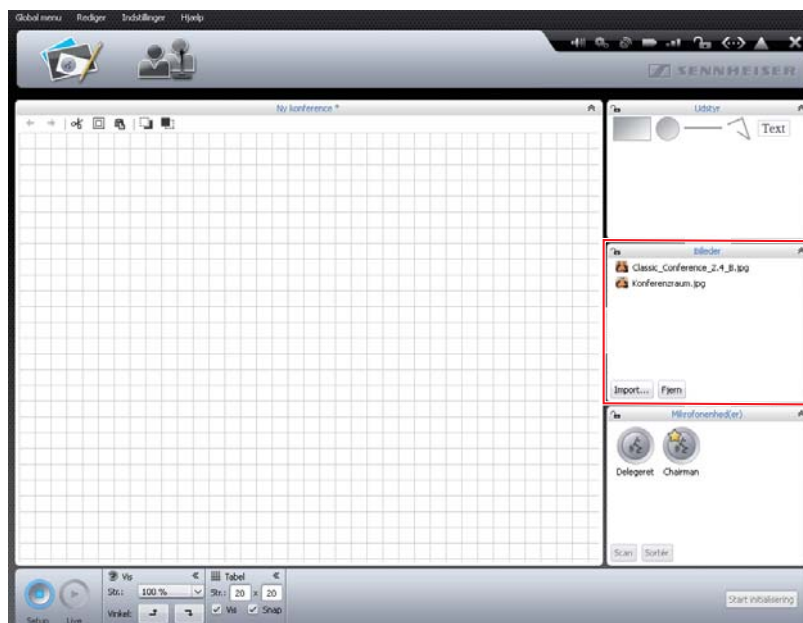 Global menu Rediger Indstillinger Hjælp
SENNHEISER
Ny konference *
Udstyr
Text
Billeder
Classic_Conference_2.4_B.jpg
Konferenzraum.jpg
Import... Fjern
Mikrofonenhed(er)
Delegeret Chairman
Scan Sortér
Vis Tabel
Str.: 100 % Str.: 20 x 20
Vinkel: Vis Snap
Setup Live
Start initialisering